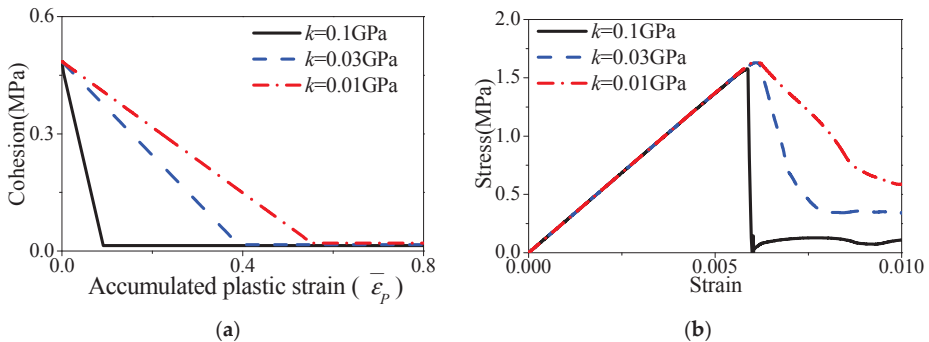 0.6
0.3
0.0
Cohesion(MPa)
k=0.1GPa
k=0.03GPa
k=0.01GPa
0.0 0.4 0.8
Accumulated plastic strain ( ε̅P )
(a)
2.0
1.5
1.0
0.5
0.0
Stress(MPa)
k=0.1GPa
k=0.03GPa
k=0.01GPa
0.000 0.005 0.010
Strain
(b)